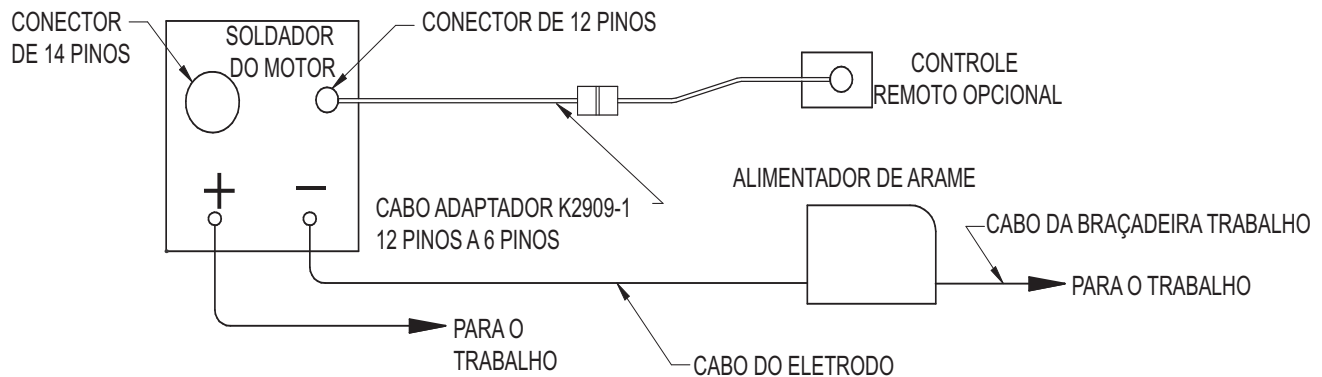 CONECTOR
DE 14 PINOS
SOLDADOR
DO MOTOR
CONECTOR DE 12 PINOS
CONTROLE
REMOTO OPCIONAL
+
−
CABO ADAPTADOR K2909-1
12 PINOS A 6 PINOS
ALIMENTADOR DE ARAME
CABO DA BRAÇADEIRA TRABALHO
PARA O TRABALHO
PARA O
TRABALHO
CABO DO ELETRODO